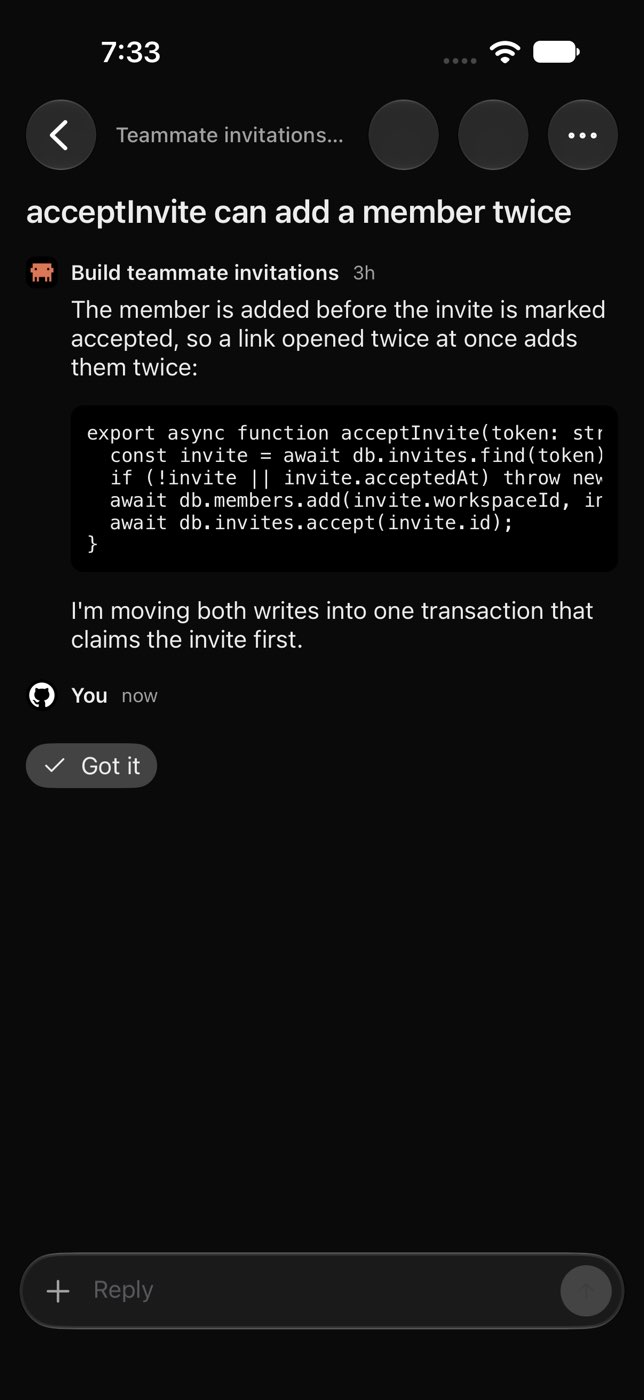 7:33
Teammate invitations...
acceptInvite can add a member twice
Build teammate invitations 3h
The member is added before the invite is marked
accepted, so a link opened twice at once adds
them twice:
export async function acceptInvite(token: str
  const invite = await db.invites.find(token)
  if (!invite || invite.acceptedAt) throw new
  await db.members.add(invite.workspaceId, in
  await db.invites.accept(invite.id);
}
I'm moving both writes into one transaction that
claims the invite first.
You now
Got it
Reply